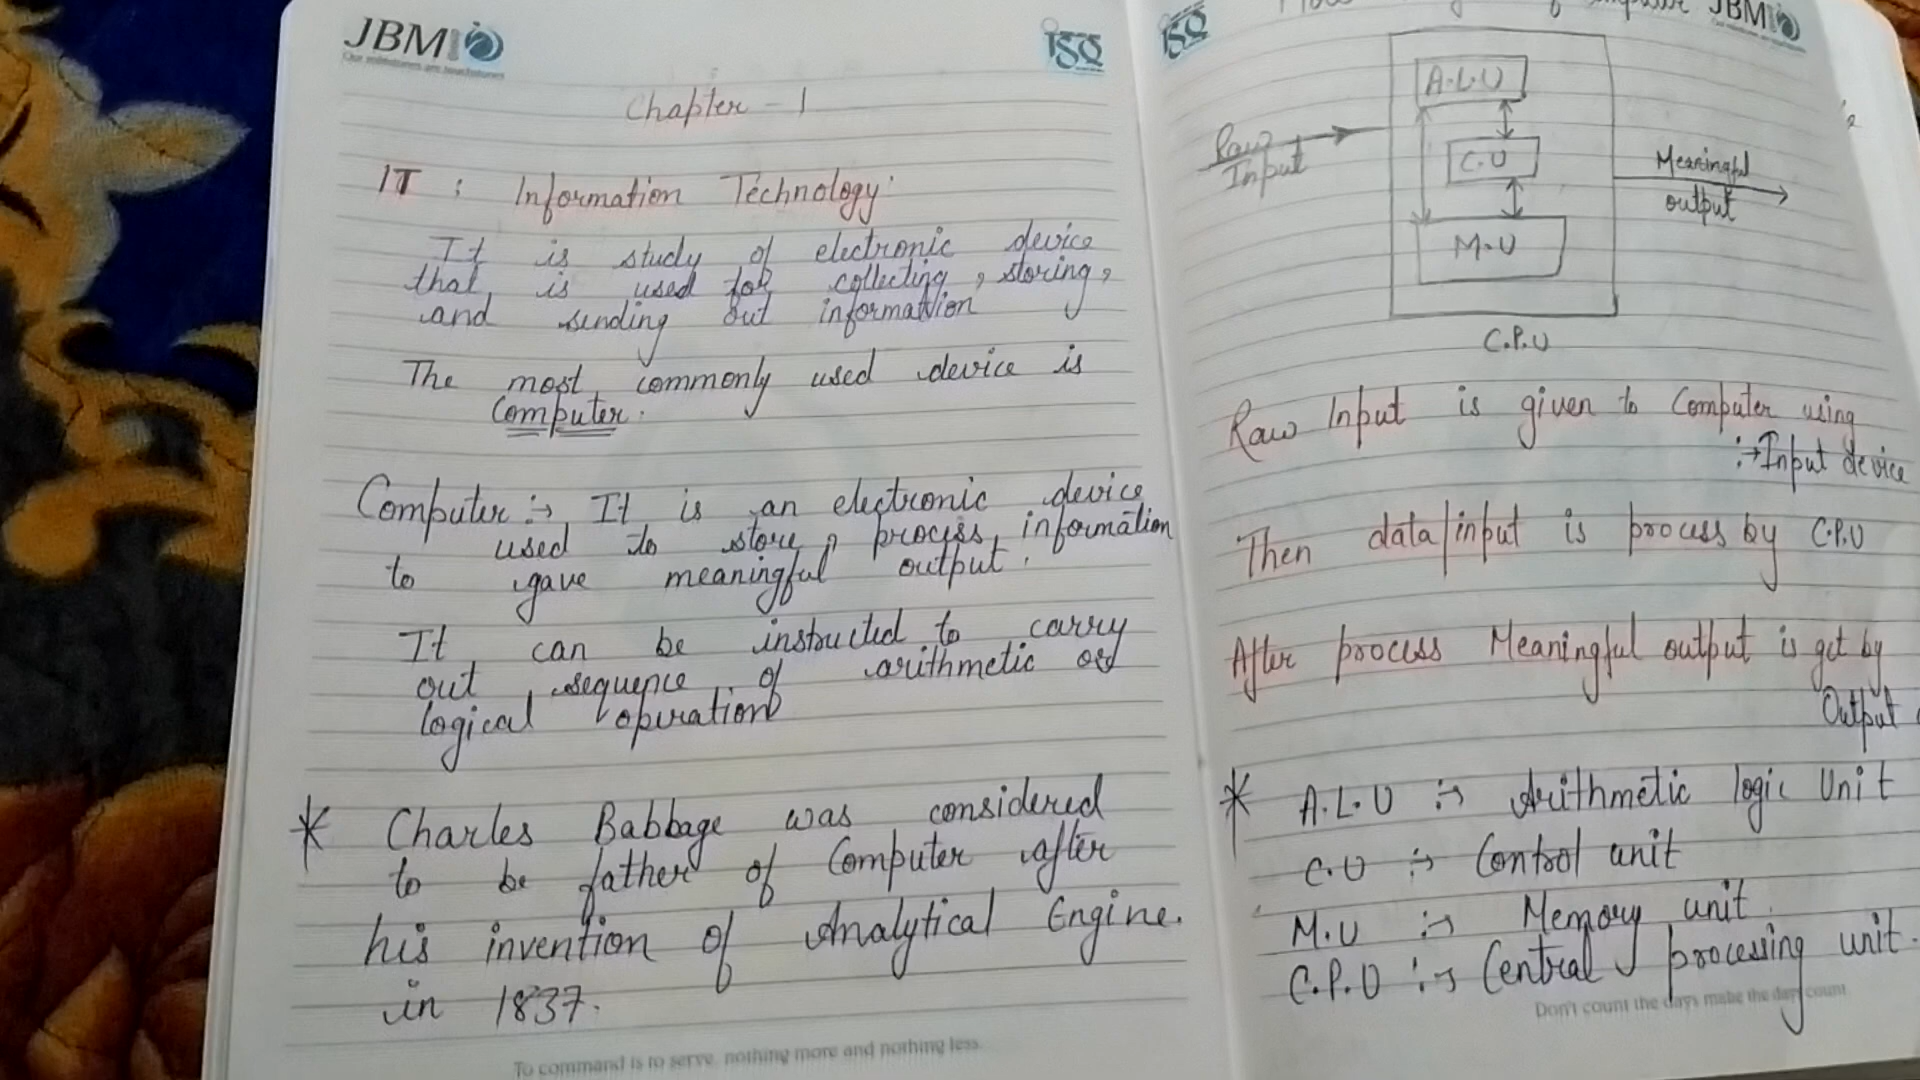 JBM
Our milestones are touchstones
Chapter - 1
IT : Information Technology
It is study of electronic device
that is used for collecting, storing,
and sending out information
The most commonly used device is
Computer.
Computer :→ It is an electronic device
used to store, process information
to gave meaningful output.
It can be instructed to carry
out sequence of arithmetic or
logical operation
* Charles Babbage was considered
to be father of Computer after
his invention of Analytical Engine.
in 1837.
To command is to serve, nothing more and nothing less.
of Computer
JBM
A.L.U
Raw
Input
C.U
Meaningful
output
M.U
C.P.U
Raw Input is given to Computer using
:→ Input device
Then data/input is process by C.P.U
After process Meaningful output is get by
Output
* A.L.U :→ Arithmetic logic Unit
C.U :→ Control unit
M.U :→ Memory unit
C.P.U :→ Central processing unit.
Don't count the days make the days count